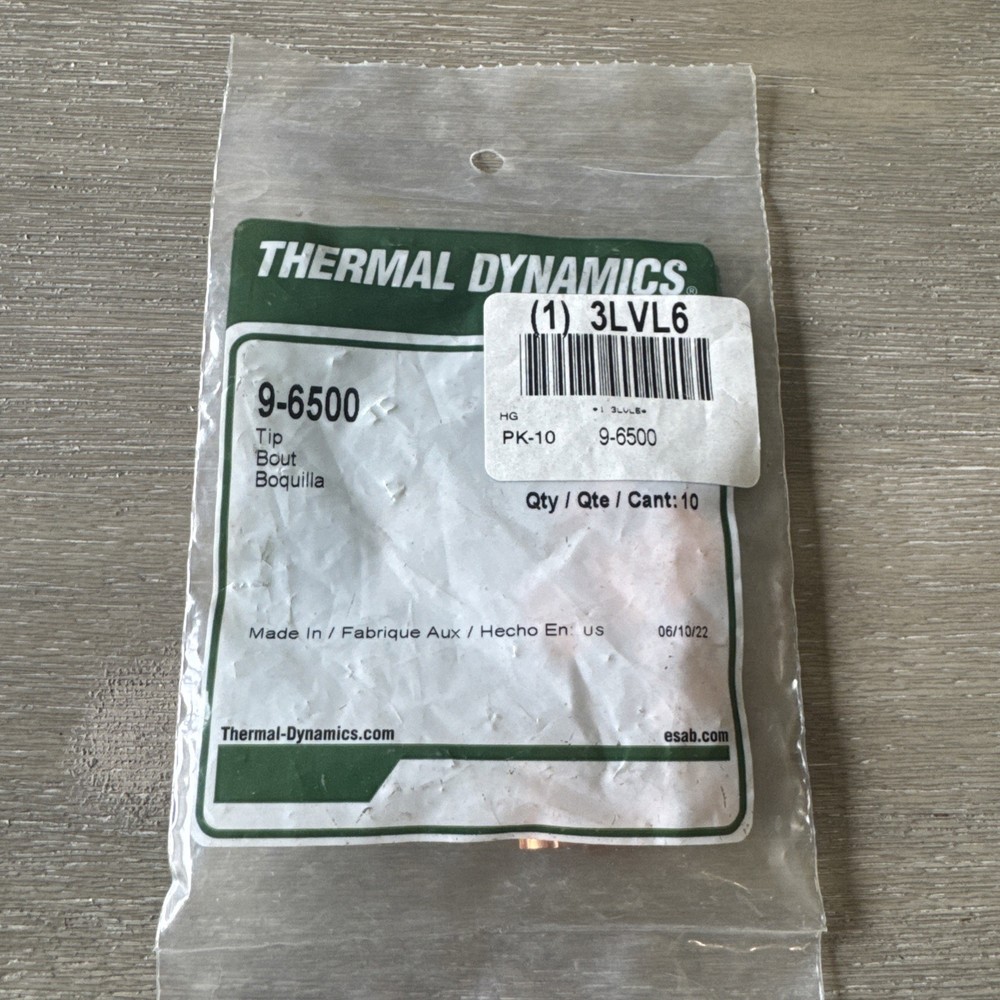 THERMAL DYNAMICS®
(1) 3LVL6
HG
PK-10 9-6500
9-6500
Tip
Bout
Boquilla
Qty / Qte / Cant: 10
Made In / Fabrique Aux / Hecho En: US 06/10/22
Thermal-Dynamics.com esab.com